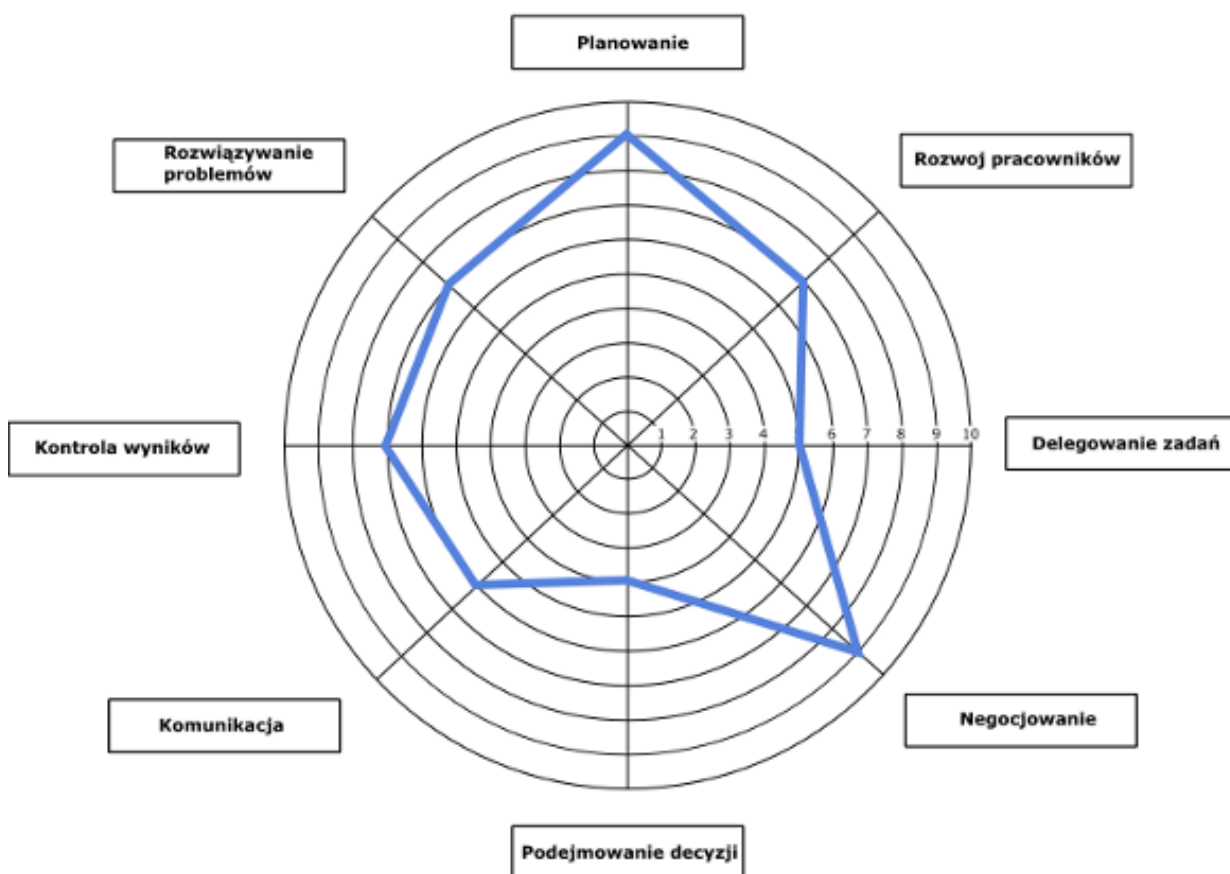 Planowanie
Rozwiązywanie
problemów
Rozwoj pracowników
Kontrola wyników
1 2 3 4 6 7 8 9 10
Delegowanie zadań
Komunikacja
Negocjowanie
Podejmowanie decyzji